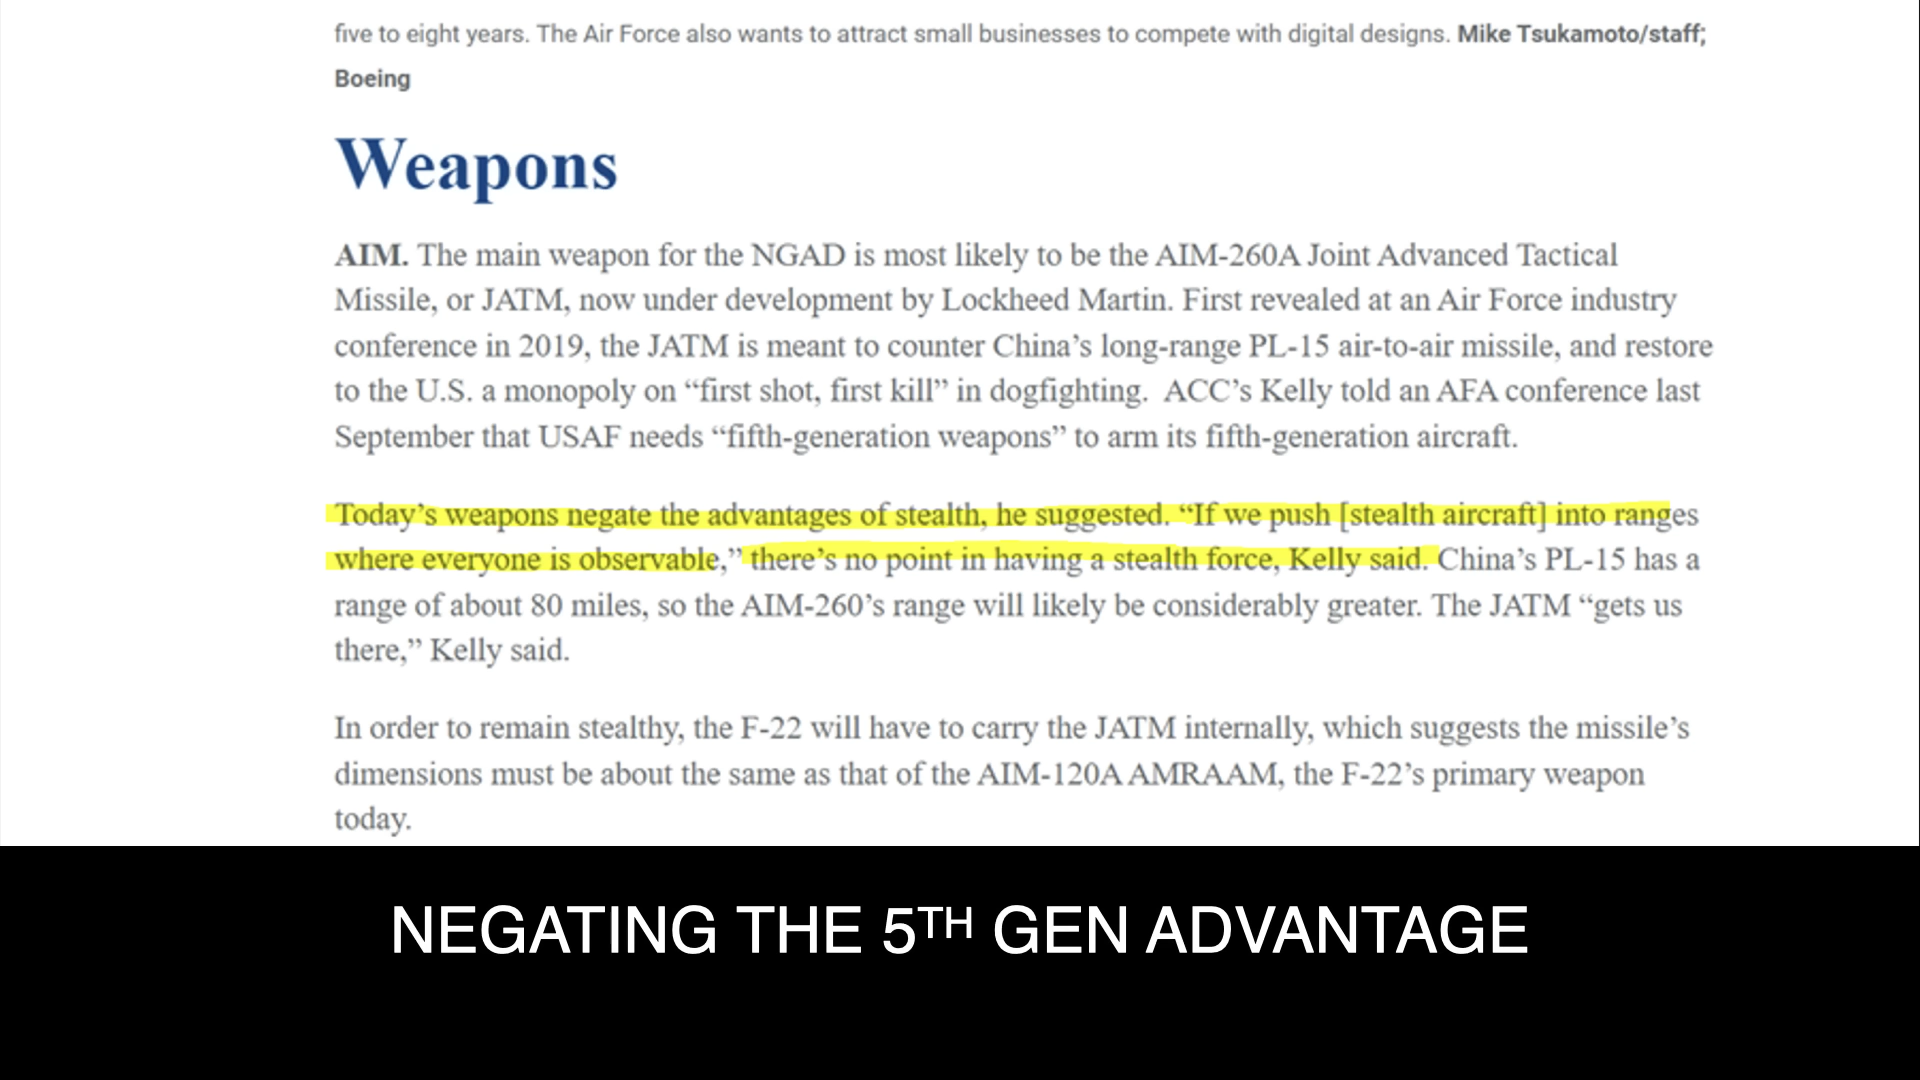 five to eight years. The Air Force also wants to attract small businesses to compete with digital designs. Mike Tsukamoto/staff;
Boeing
Weapons
AIM. The main weapon for the NGAD is most likely to be the AIM-260A Joint Advanced Tactical
Missile, or JATM, now under development by Lockheed Martin. First revealed at an Air Force industry
conference in 2019, the JATM is meant to counter China’s long-range PL-15 air-to-air missile, and restore
to the U.S. a monopoly on “first shot, first kill” in dogfighting.  ACC’s Kelly told an AFA conference last
September that USAF needs “fifth-generation weapons” to arm its fifth-generation aircraft.
Today’s weapons negate the advantages of stealth, he suggested. “If we push [stealth aircraft] into ranges
where everyone is observable,” there’s no point in having a stealth force, Kelly said. China’s PL-15 has a
range of about 80 miles, so the AIM-260’s range will likely be considerably greater. The JATM “gets us
there,” Kelly said.
In order to remain stealthy, the F-22 will have to carry the JATM internally, which suggests the missile’s
dimensions must be about the same as that of the AIM-120A AMRAAM, the F-22’s primary weapon
today.
NEGATING THE 5TH GEN ADVANTAGE